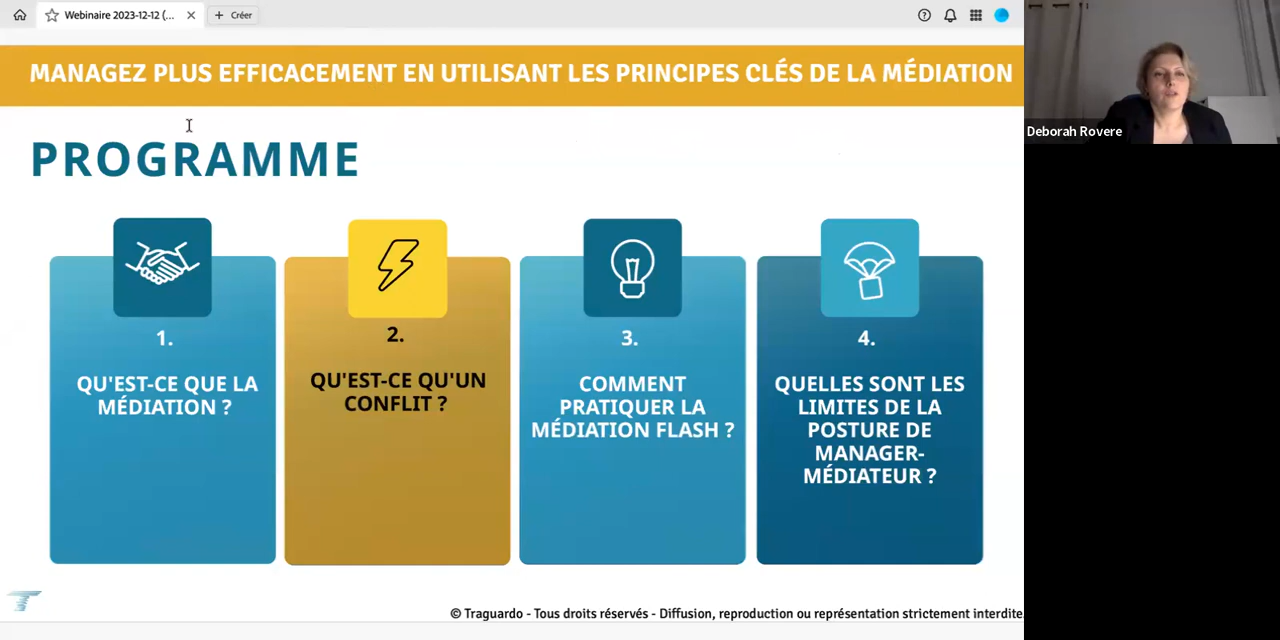 Webinaire 2023-12-12 (...
Créer
MANAGEZ PLUS EFFICACEMENT EN UTILISANT LES PRINCIPES CLÉS DE LA MÉDIATION
Deborah Rovere
PROGRAMME
1.
QU'EST-CE QUE LA
MÉDIATION ?
2.
QU'EST-CE QU'UN
CONFLIT ?
3.
COMMENT
PRATIQUER LA
MÉDIATION FLASH ?
4.
QUELLES SONT LES
LIMITES DE LA
POSTURE DE
MANAGER-
MÉDIATEUR ?
© Traguardo - Tous droits réservés - Diffusion, reproduction ou représentation strictement interdite